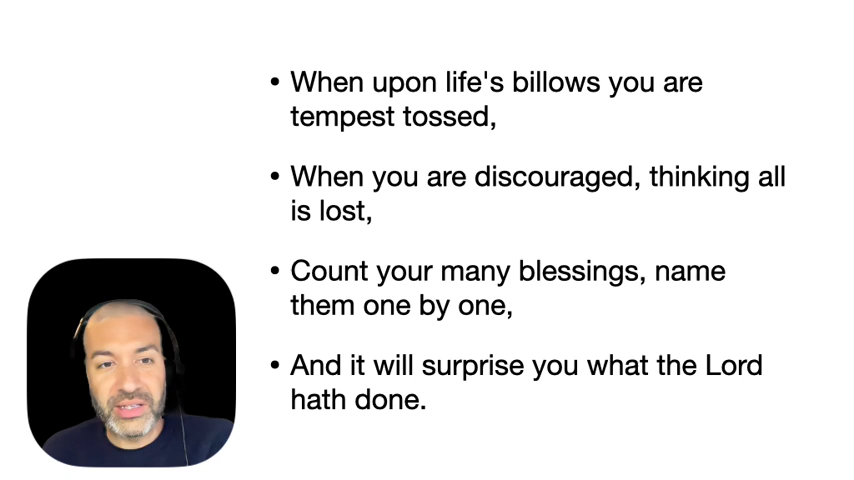 • When upon life's billows you are
tempest tossed,
• When you are discouraged, thinking all
is lost,
• Count your many blessings, name
them one by one,
• And it will surprise you what the Lord
hath done.